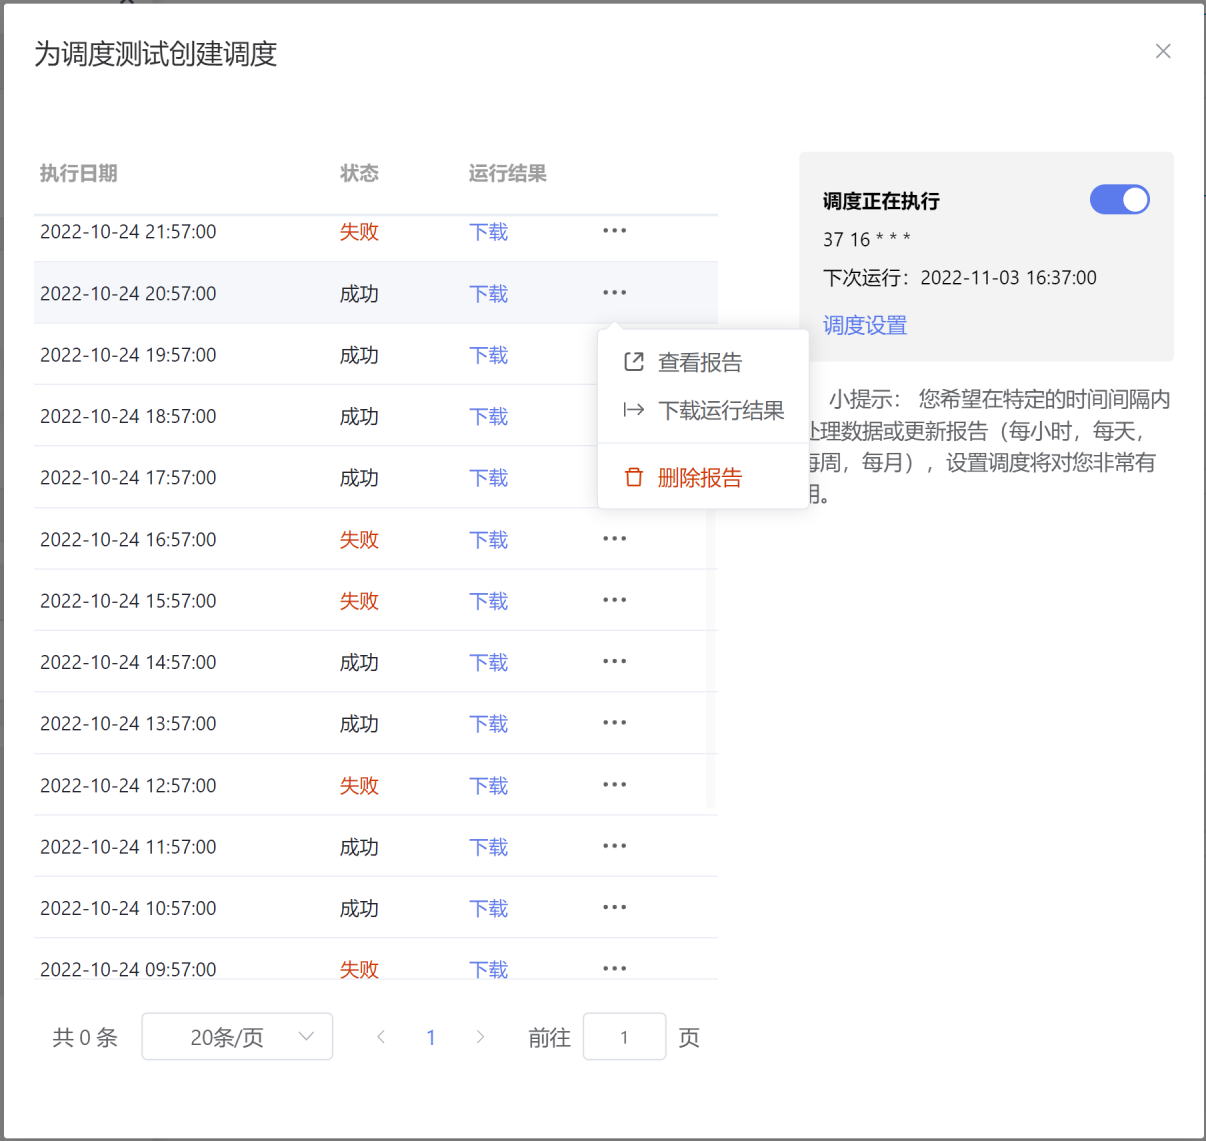 为调度测试创建调度
执行日期 状态 运行结果
2022-10-24 21:57:00 失败 下载
2022-10-24 20:57:00 成功 下载
2022-10-24 19:57:00 成功 下载
2022-10-24 18:57:00 成功 下载
2022-10-24 17:57:00 成功 下载
2022-10-24 16:57:00 失败 下载
2022-10-24 15:57:00 失败 下载
2022-10-24 14:57:00 成功 下载
2022-10-24 13:57:00 成功 下载
2022-10-24 12:57:00 失败 下载
2022-10-24 11:57:00 成功 下载
2022-10-24 10:57:00 成功 下载
2022-10-24 09:57:00 失败 下载
查看报告
下载运行结果
删除报告
调度正在执行
37 16 * * *
下次运行：2022-11-03 16:37:00
调度设置
小提示： 您希望在特定的时间间隔内
处理数据或更新报告（每小时，每天，
每周，每月），设置调度将对您非常有
用。
共 0 条 20条/页 1 前往 1 页